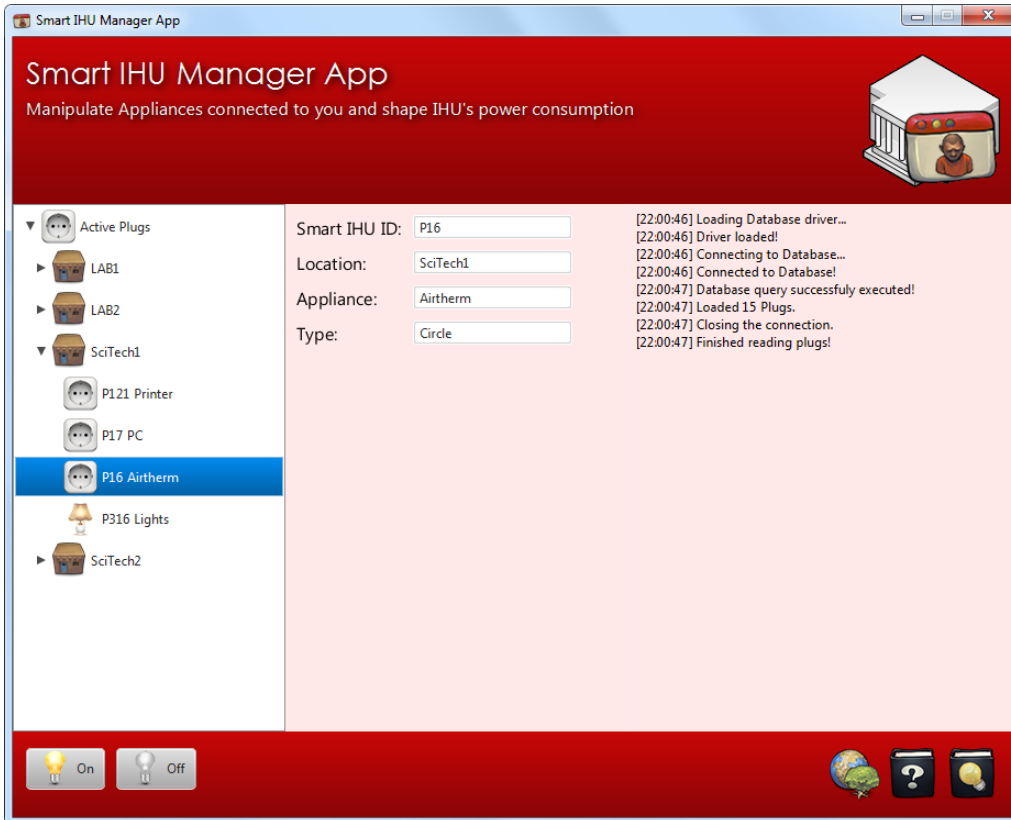 Smart IHU Manager App
Smart IHU Manager App
Manipulate Appliances connected to you and shape IHU's power consumption
Active Plugs
LAB1
LAB2
SciTech1
P121 Printer
P17 PC
P16 Airtherm
P316 Lights
SciTech2
Smart IHU ID: P16
Location: SciTech1
Appliance: Airtherm
Type: Circle
[22:00:46] Loading Database driver...
[22:00:46] Driver loaded!
[22:00:46] Connecting to Database...
[22:00:46] Connected to Database!
[22:00:47] Database query successfuly executed!
[22:00:47] Loaded 15 Plugs.
[22:00:47] Closing the connection.
[22:00:47] Finished reading plugs!
On
Off
?